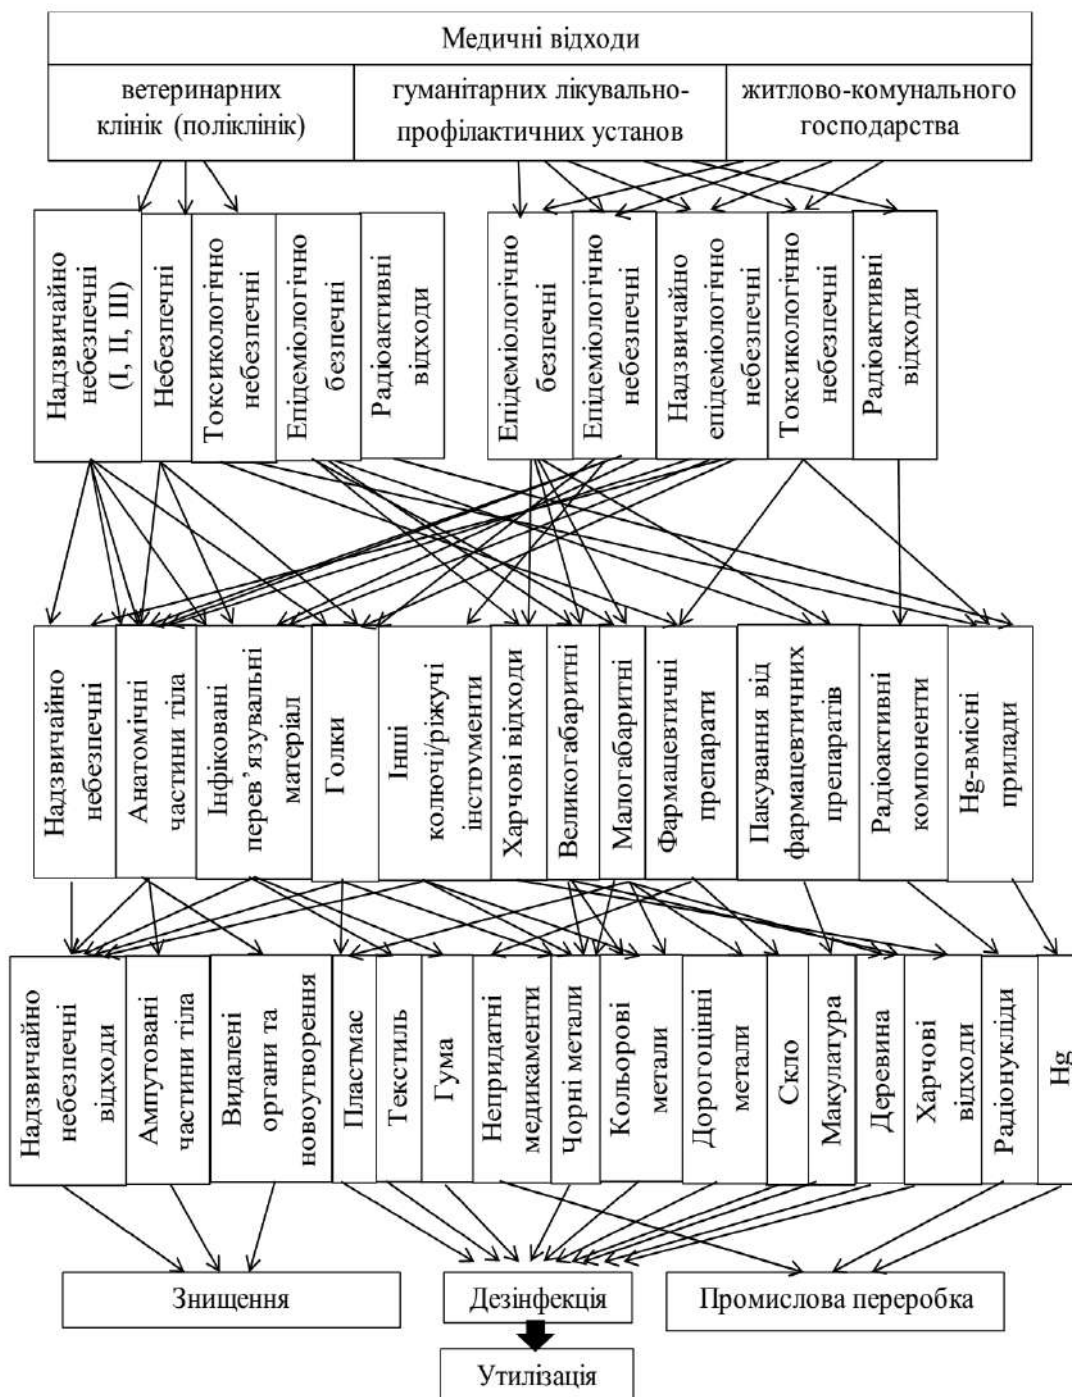 Медичні відходи
ветеринарних
клінік (поліклінік)
гуманітарних лікувально-
профілактичних установ
житлово-комунального
господарства
Надзвичайно
небезпечні
(I, II, III)
Небезпечні
Токсикологічно
небезпечні
Епідеміологічно
безпечні
Радіоактивні
відходи
Епідеміологічно
безпечні
Епідеміологічно
небезпечні
Надзвичайно
епідеміологічно
небезпечні
Токсикологічно
небезпечні
Радіоактивні
відходи
Надзвичайно
небезпечні
Анатомічні
частини тіла
Інфіковані
перев’язувальні
матеріал
Голки
Інші
колючі/ріжучі
інструменти
Харчові відходи
Великогабаритні
Малогабаритні
Фармацевтичні
препарати
Пакування від
фармацевтичних
препаратів
Радіоактивні
компоненти
Hg-вмісні
прилади
Надзвичайно
небезпечні
відходи
Ампутовані
частини тіла
Видалені
органи та
новоутворення
Пластмас
Текстиль
Гума
Непридатні
медикаменти
Чорні метали
Кольорові
метали
Дорогоцінні
метали
Скло
Макулатура
Деревина
Харчові
відходи
Радіонукліди
Hg
Знищення
Дезінфекція
Промислова переробка
Утилізація